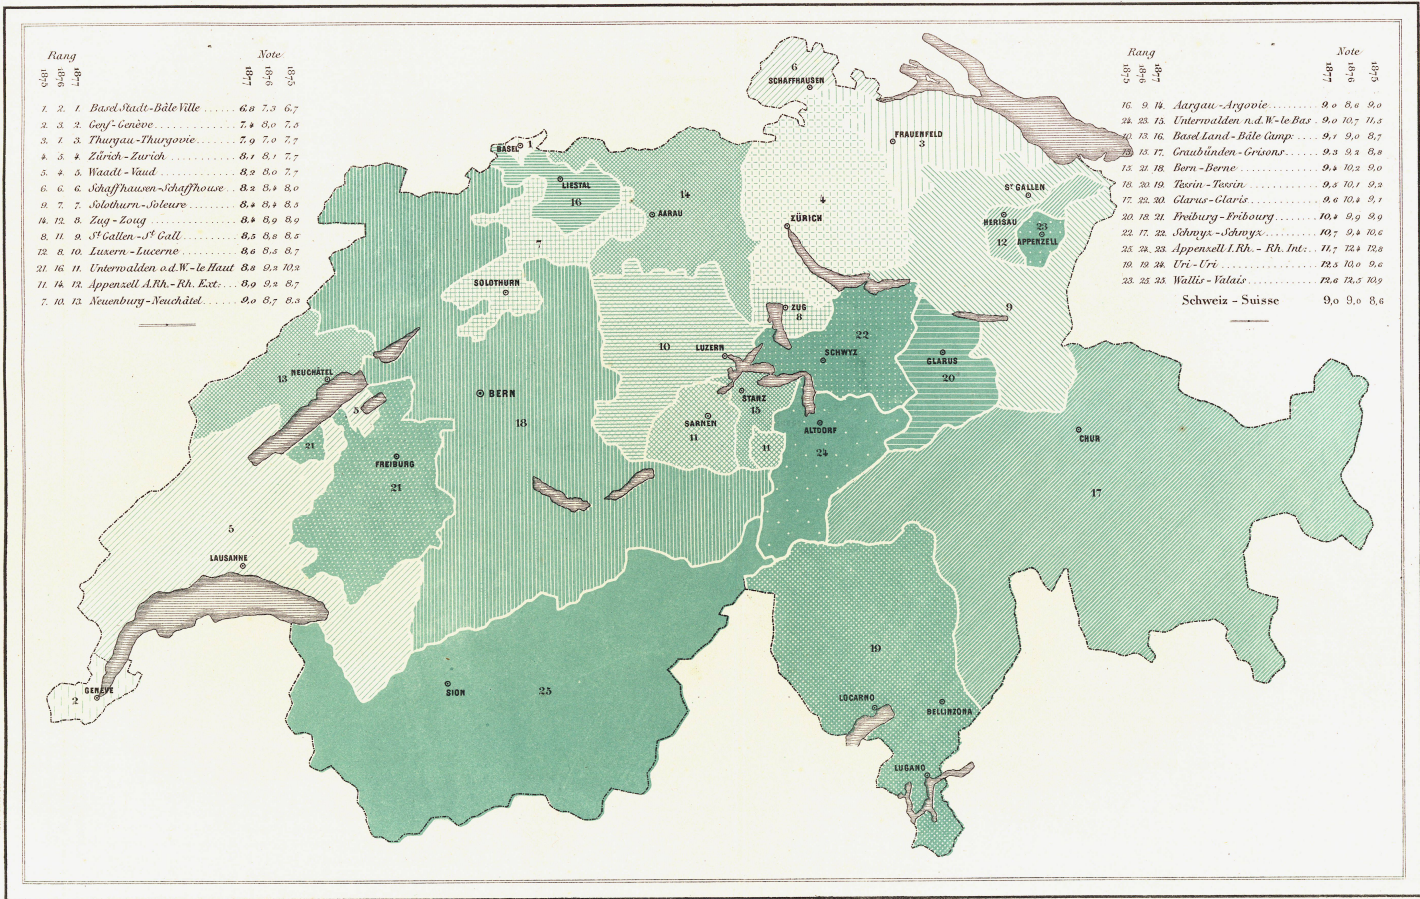 Rang Note
1875 1876 1877 1877 1876 1875
1. 2. 1. Basel Stadt - Bâle Ville 6,8 7,3 6,7
2. 3. 2. Genf - Genève 7,4 8,0 7,5
3. 1. 3. Thurgau - Thurgovie 7,9 7,0 7,7
4. 5. 4. Zürich - Zurich 8,1 8,1 7,7
5. 4. 5. Waadt - Vaud 8,2 8,0 7,7
6. 6. 6. Schaffhausen - Schaffhouse 8,2 8,4 8,0
9. 7. 7. Solothurn - Soleure 8,4 8,4 8,5
14. 12. 8. Zug - Zoug 8,4 8,9 8,9
8. 11. 9. St Gallen - St Gall 8,5 8,8 8,5
12. 8. 10. Luzern - Lucerne 8,6 8,5 8,7
21. 16. 11. Unterwalden o.d.W. - le Haut 8,8 9,2 10,2
11. 14. 12. Appenzell A.Rh. - Rh. Ext: 8,9 9,2 8,7
7. 10. 13. Neuenburg - Neuchâtel 9,0 8,7 8,3
Rang Note
1875 1876 1877 1877 1876 1875
16. 9. 14. Aargau - Argovie 9,0 8,6 9,0
24. 23. 15. Unterwalden n.d.W. - le Bas 9,0 10,7 11,5
10. 13. 16. Basel Land - Bâle Camp: 9,1 9,0 8,7
13. 15. 17. Graubünden - Grisons 9,3 9,2 8,8
15. 21. 18. Bern - Berne 9,4 10,2 9,0
18. 20. 19. Tessin - Tessin 9,5 10,1 9,2
17. 22. 20. Glarus - Glaris 9,6 10,4 9,1
20. 18. 21. Freiburg - Fribourg 10,4 9,9 9,9
22. 17. 22. Schwyz - Schwytz 10,7 9,4 10,6
25. 24. 23. Appenzell I.Rh. - Rh. Int: 11,7 12,4 12,8
19. 19. 24. Uri - Uri 12,5 10,0 9,6
23. 25. 25. Wallis - Valais 12,6 12,5 10,9
Schweiz - Suisse 9,0 9,0 8,6
6
SCHAFFHAUSEN
FRAUENFELD
3
BASEL 1
LIESTAL
16
14
AARAU
ST GALLEN
4
ZÜRICH
HERISAU
23
APPENZELL
12
7
SOLOTHURN
ZUG
8
9
22
10
LUZERN
SCHWYZ
GLARUS
20
NEUCHÂTEL
13
5
BERN
18
STANZ
15
SARNEN
11
11
ALTDORF
24
CHUR
21
FREIBURG
21
17
5
LAUSANNE
19
GENÈVE
2
SION
25
LOCARNO
BELLINZONA
LUGANO